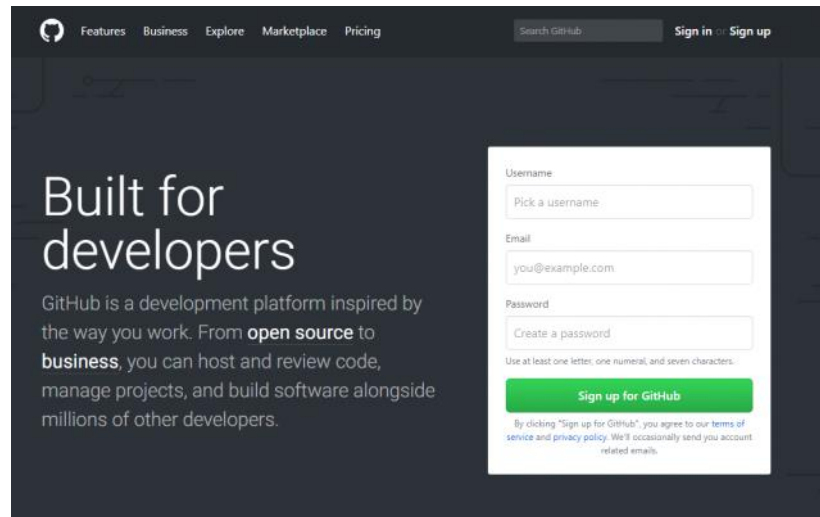 Features Business Explore Marketplace Pricing Search GitHub Sign in or Sign up
Built for
developers
GitHub is a development platform inspired by
the way you work. From open source to
business, you can host and review code,
manage projects, and build software alongside
millions of other developers.
Username
Pick a username
Email
you@example.com
Password
Create a password
Use at least one letter, one numeral, and seven characters.
Sign up for GitHub
By clicking "Sign up for GitHub", you agree to our terms of
service and privacy policy. We'll occasionally send you account
related emails.